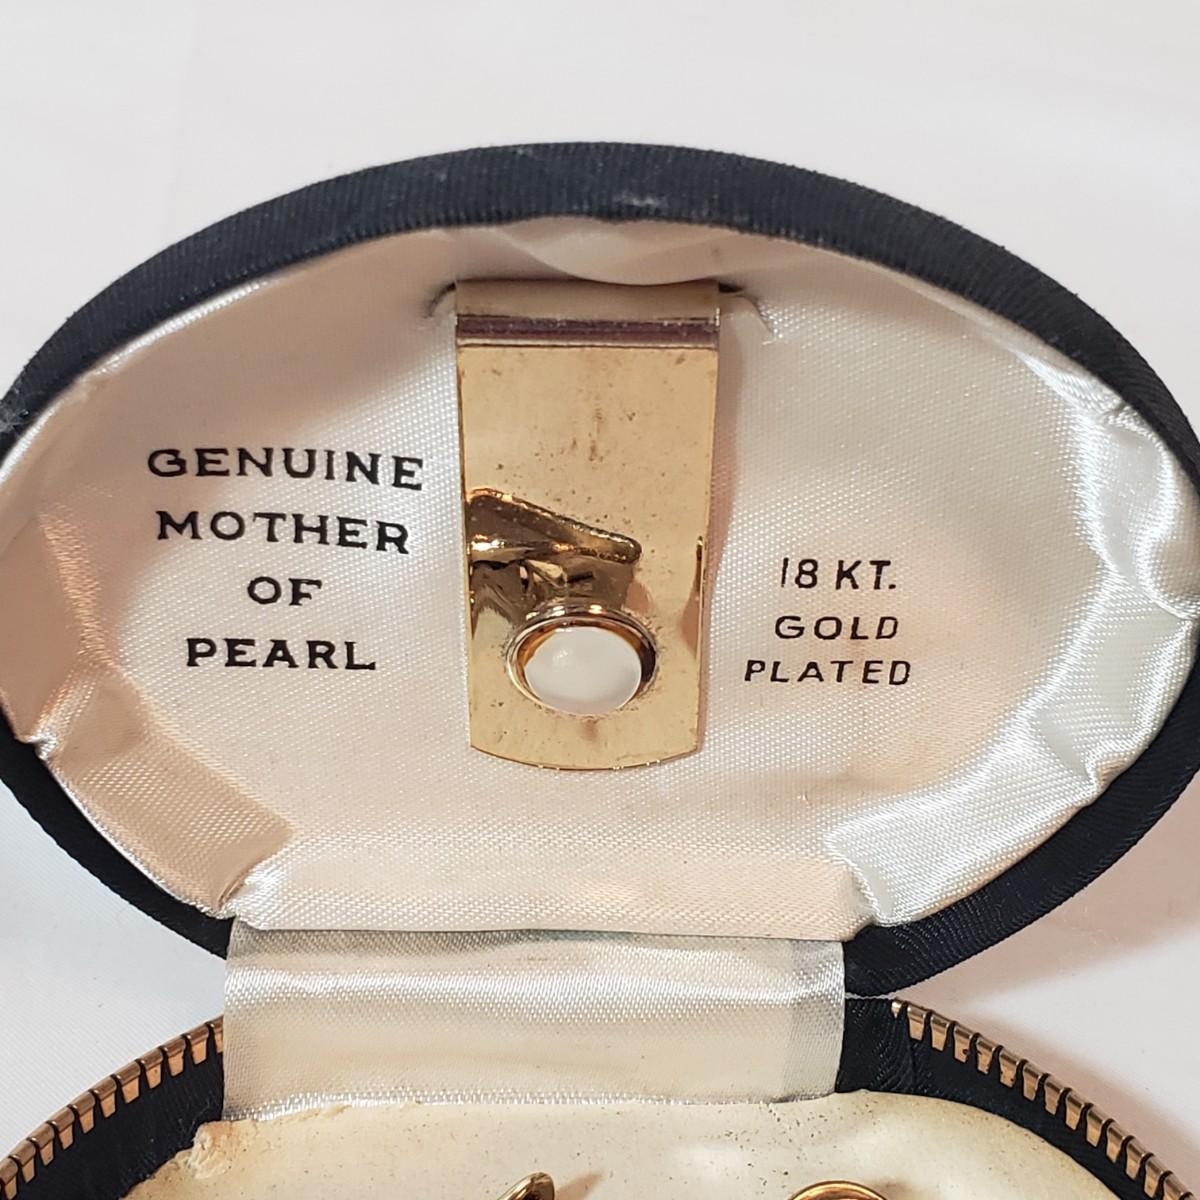 GENUINE
MOTHER
OF
PEARL
18 KT.
GOLD
PLATED